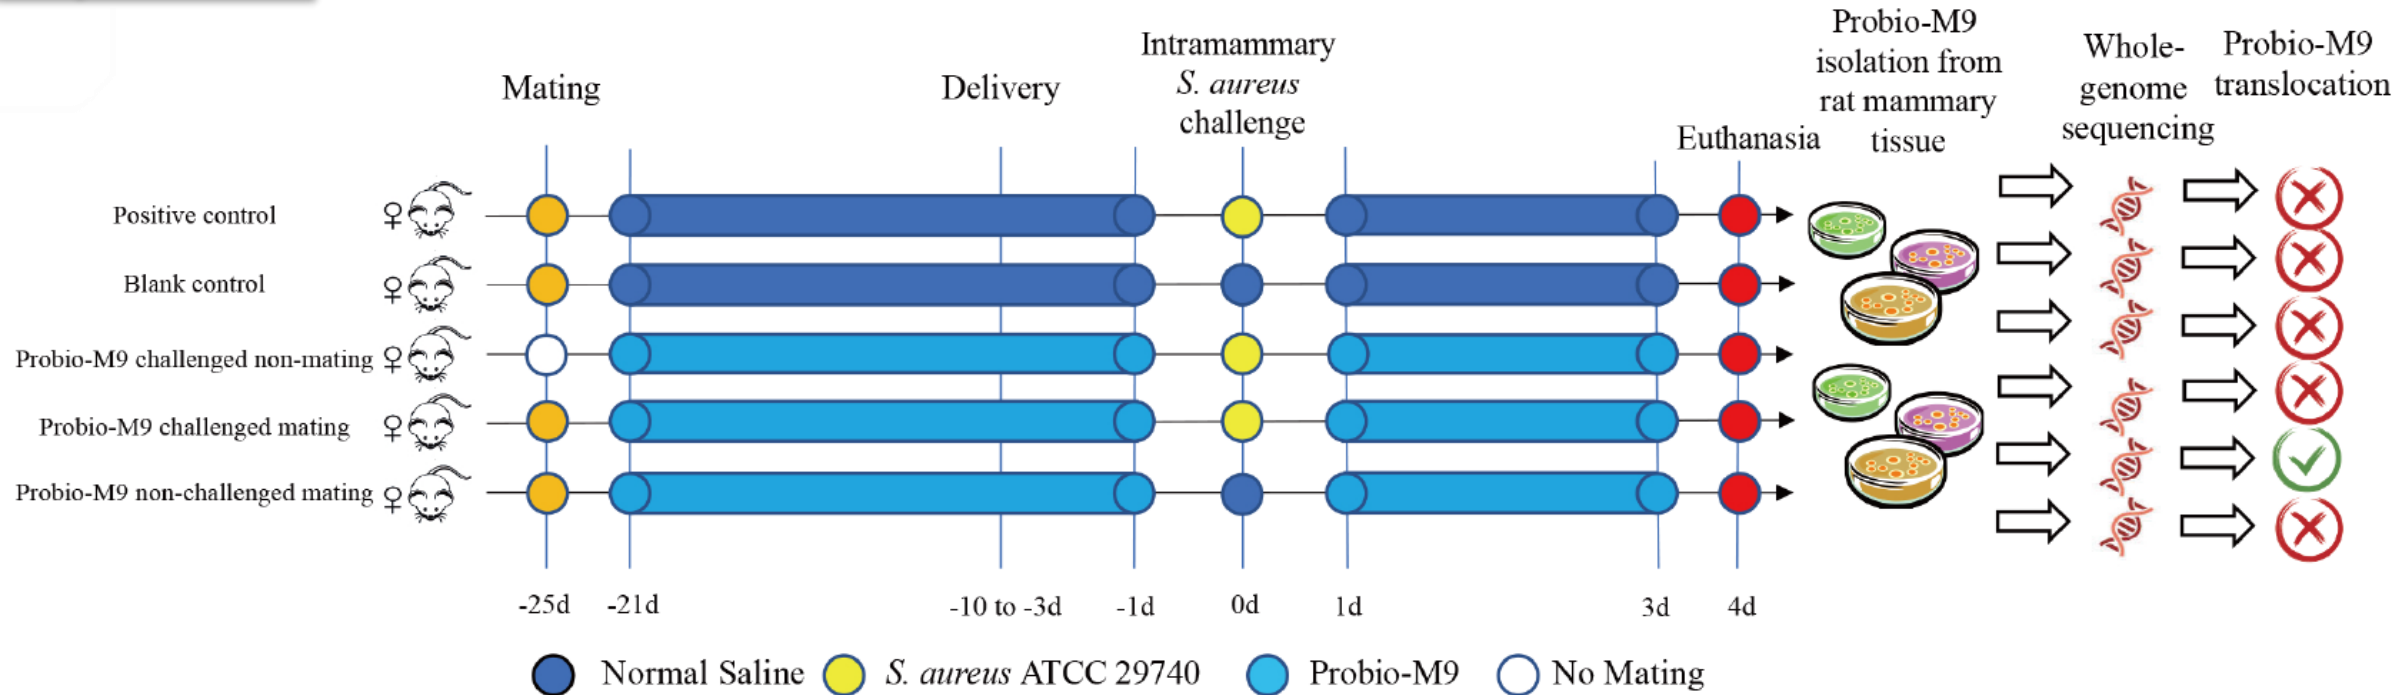 Mating
Delivery
Intramammary
S. aureus
challenge
Euthanasia
Probio-M9
isolation from
rat mammary
tissue
Whole-
genome
sequencing
Probio-M9
translocation
Positive control
Blank control
Probio-M9 challenged non-mating
Probio-M9 challenged mating
Probio-M9 non-challenged mating
-25d -21d -10 to -3d -1d 0d 1d 3d 4d
Normal Saline S. aureus ATCC 29740 Probio-M9 No Mating